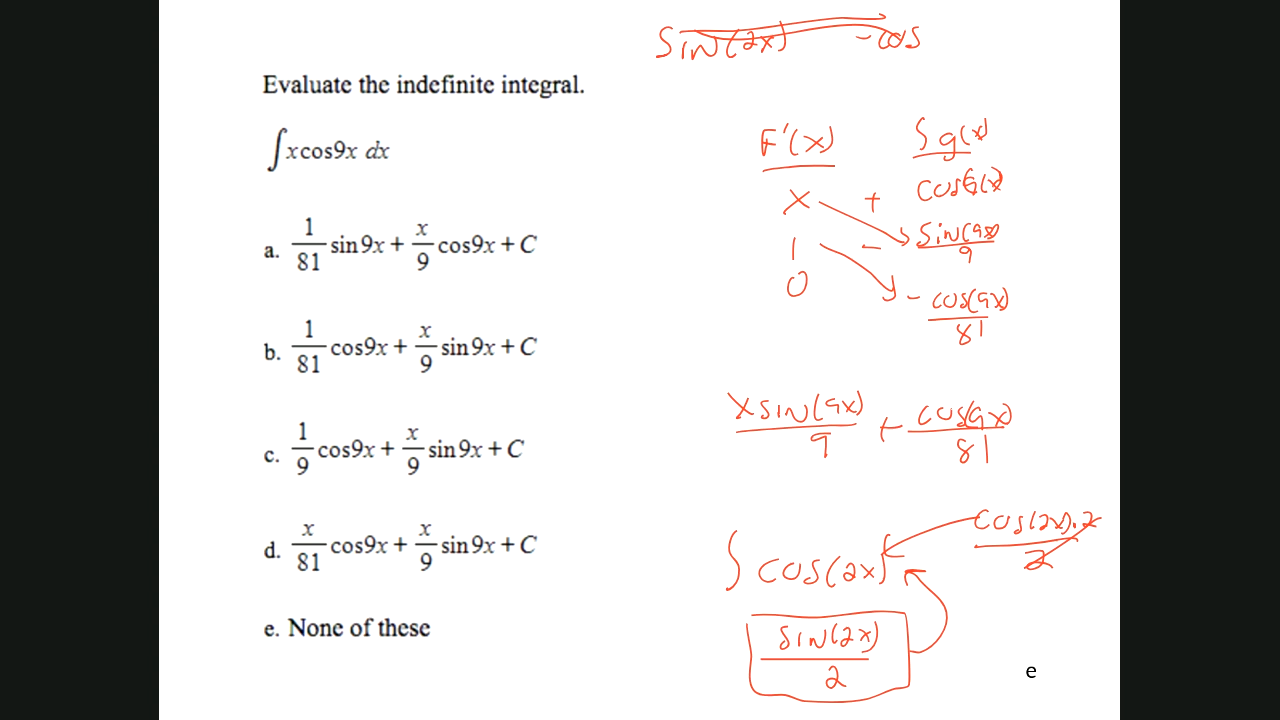 Evaluate the indefinite integral.
∫xcos9x dx
a. 1/81 sin9x + x/9 cos9x + C
b. 1/81 cos9x + x/9 sin9x + C
c. 1/9 cos9x + x/9 sin9x + C
d. x/81 cos9x + x/9 sin9x + C
e. None of these
sin(2x) -cos
F'(x) ∫g(x)
x +
1 - sin(9x)/9
0 - cos(9x)/81
xsin(9x)/9 + cos(9x)/81
cos(2x)·2/2
∫cos(2x)
sin(2x)/2
e